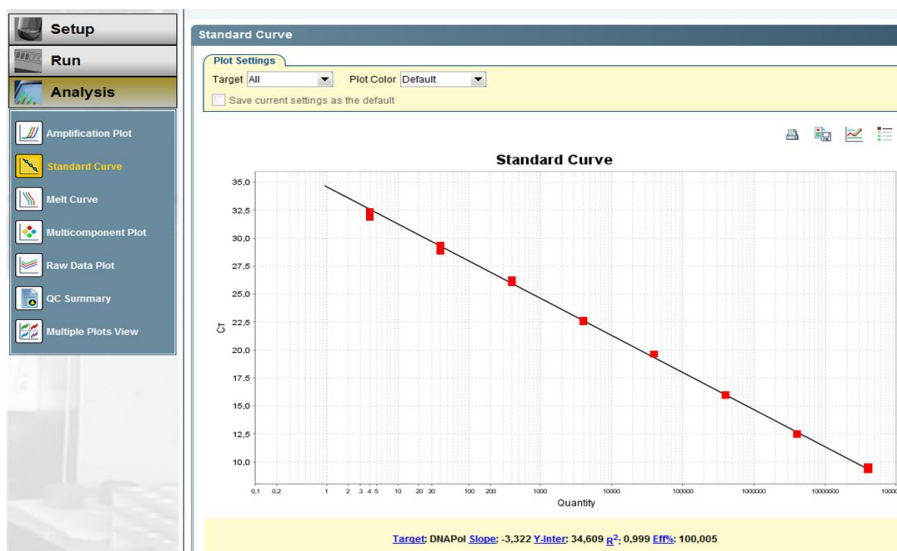 Setup
Run
Analysis
Amplification Plot
Standard Curve
Melt Curve
Multicomponent Plot
Raw Data Plot
QC Summary
Multiple Plots View
Standard Curve
Plot Settings
Target All Plot Color Default
Save current settings as the default
Standard Curve
35,0
32,5
30,0
27,5
25,0
22,5
20,0
17,5
15,0
12,5
10,0
CT
0,1 0,2 1 2 3 4 5 10 20 30 100 200 1000 10000 100000 1000000 10000000
Quantity
Target: DNAPol Slope: -3,322 Y-Inter: 34,609 R2: 0,999 Eff%: 100,005